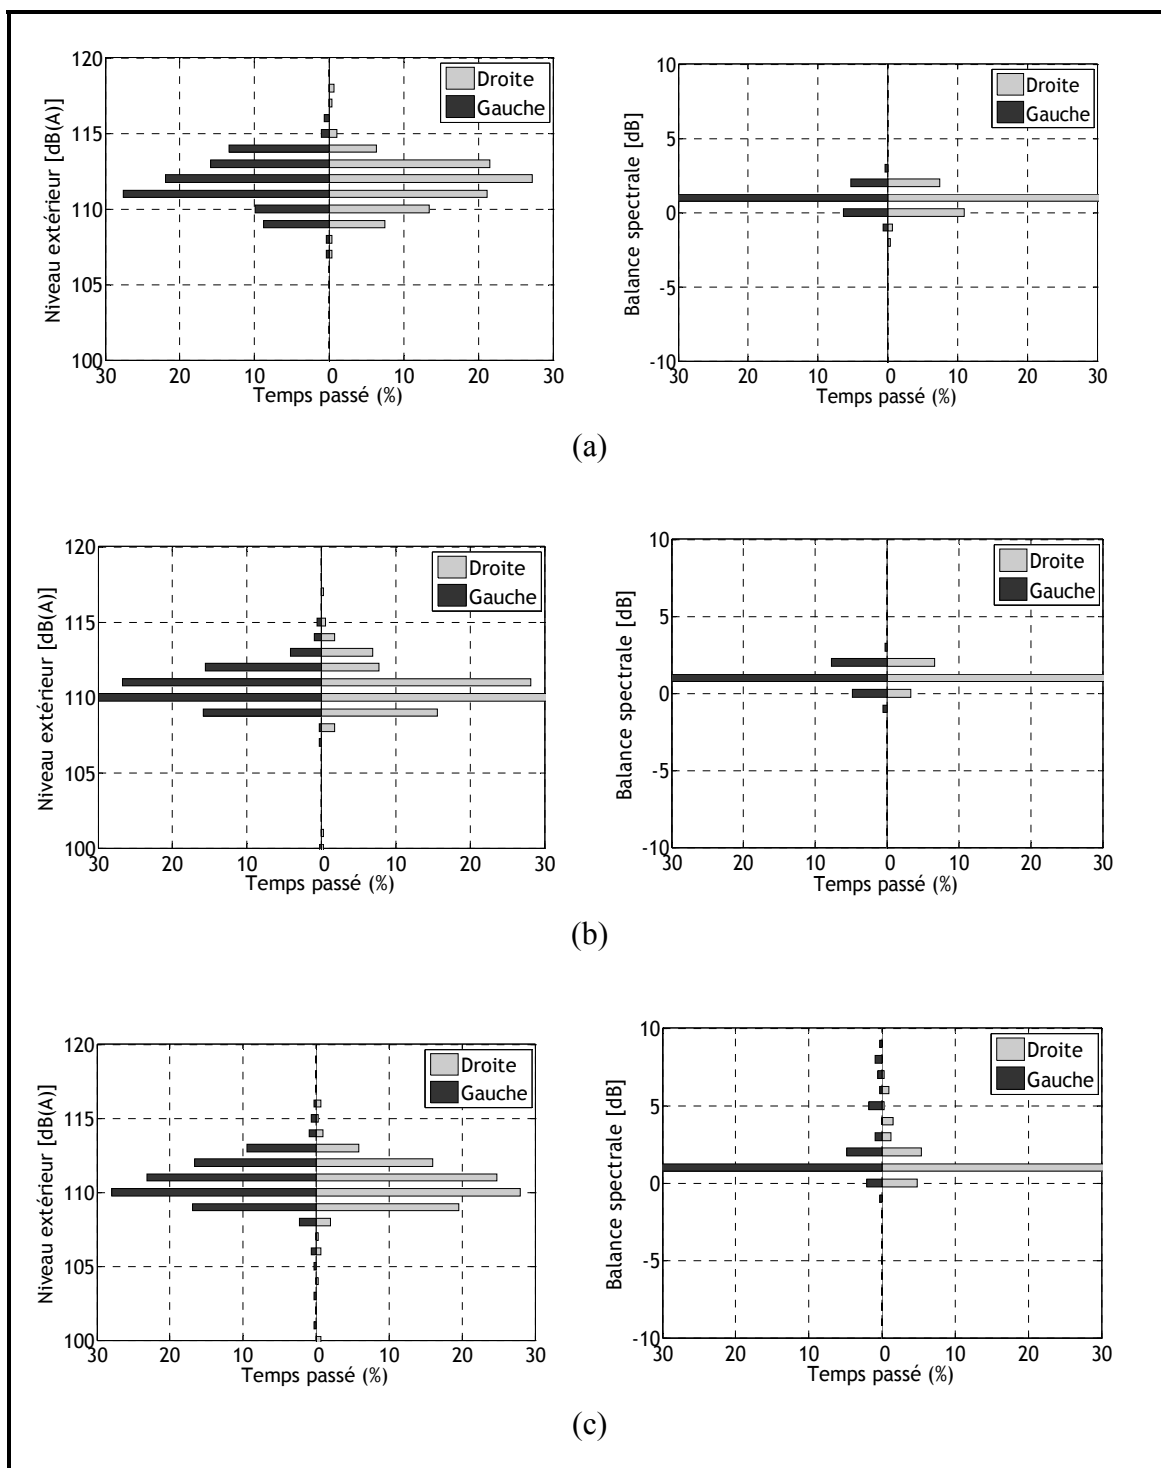 120
115
110
105
100
Niveau extérieur [dB(A)]
Droite
Gauche
30 20 10 0 10 20 30
Temps passé (%)
10
5
0
-5
-10
Balance spectrale [dB]
Droite
Gauche
30 20 10 0 10 20 30
Temps passé (%)
(a)
120
115
110
105
100
Niveau extérieur [dB(A)]
Droite
Gauche
30 20 10 0 10 20 30
Temps passé (%)
10
5
0
-5
-10
Balance spectrale [dB]
Droite
Gauche
30 20 10 0 10 20 30
Temps passé (%)
(b)
120
115
110
105
100
Niveau extérieur [dB(A)]
Droite
Gauche
30 20 10 0 10 20 30
Temps passé (%)
10
5
0
-5
-10
Balance spectrale [dB]
Droite
Gauche
30 20 10 0 10 20 30
Temps passé (%)
(c)